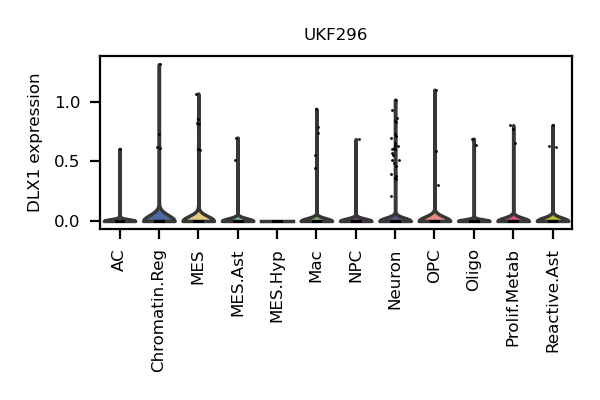 UKF296
DLX1 expression
1.0
0.5
0.0
AC
Chromatin.Reg
MES
MES.Ast
MES.Hyp
Mac
NPC
Neuron
OPC
Oligo
Prolif.Metab
Reactive.Ast